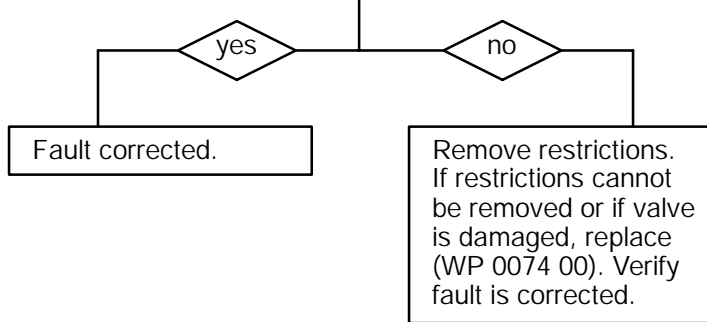 yes
no
Fault corrected.
Remove restrictions.
If restrictions cannot
be removed or if valve
is damaged, replace
(WP 0074 00). Verify
fault is corrected.